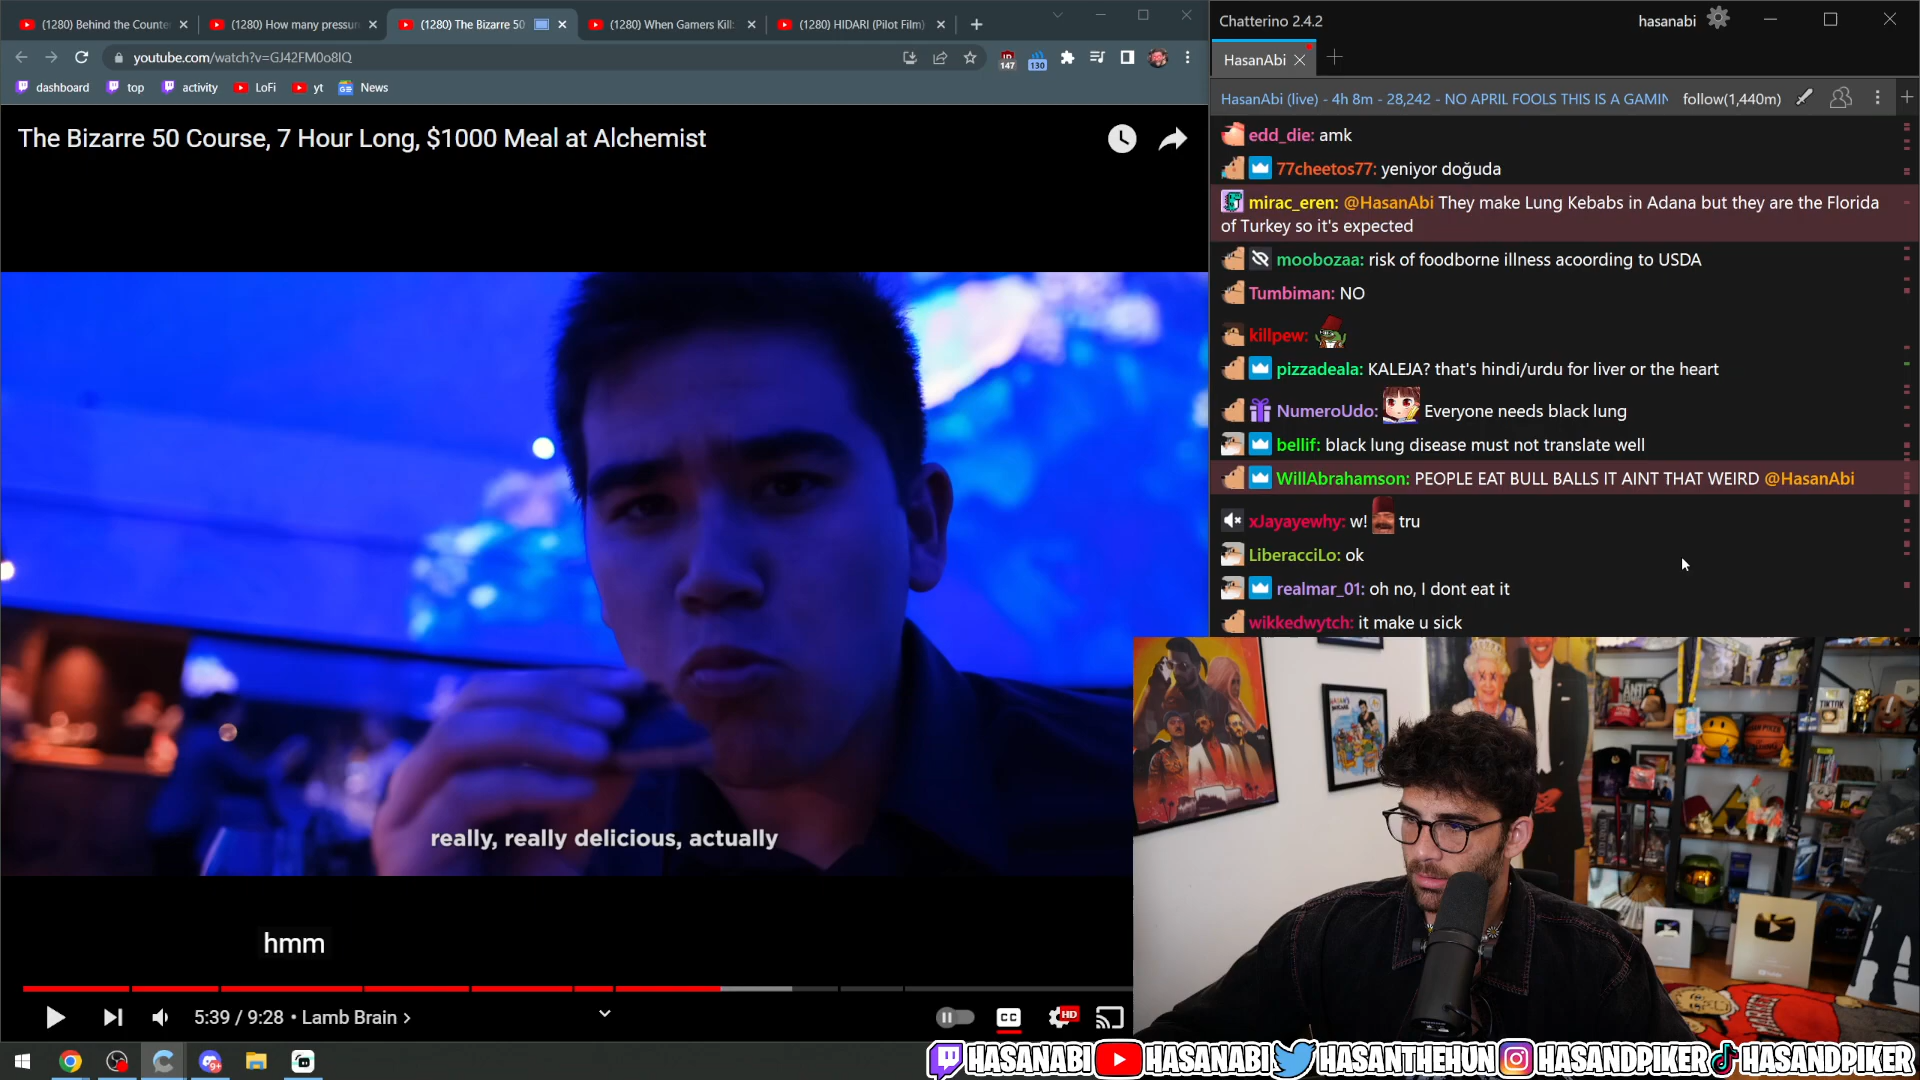 (1280) Behind the Counter
(1280) How many pressur
(1280) The Bizarre 50
(1280) When Gamers Kill
(1280) HIDARI (Pilot Film)
youtube.com/watch?v=GJ42FM0o8IQ
147
130
dashboard
top
activity
LoFi
yt
News
The Bizarre 50 Course, 7 Hour Long, $1000 Meal at Alchemist
really, really delicious, actually
hmm
5:39 / 9:28 • Lamb Brain >
CC
HD
Chatterino 2.4.2
hasanabi
HasanAbi
HasanAbi (live) - 4h 8m - 28,242 - NO APRIL FOOLS THIS IS A GAMIN
follow(1,440m)
edd_die: amk
77cheetos77: yeniyor doğuda
mirac_eren: @HasanAbi They make Lung Kebabs in Adana but they are the Florida
of Turkey so it's expected
moobozaa: risk of foodborne illness acoording to USDA
Tumbiman: NO
killpew:
pizzadeala: KALEJA? that's hindi/urdu for liver or the heart
NumeroUdo: Everyone needs black lung
bellif: black lung disease must not translate well
WillAbrahamson: PEOPLE EAT BULL BALLS IT AINT THAT WEIRD @HasanAbi
xJayayewhy: w! tru
LiberacciLo: ok
realmar_01: oh no, I dont eat it
wikkedwytch: it make u sick
HASANABI
HASANABI
HASANTHEHUN
HASANDPIKER
HASANDPIKER